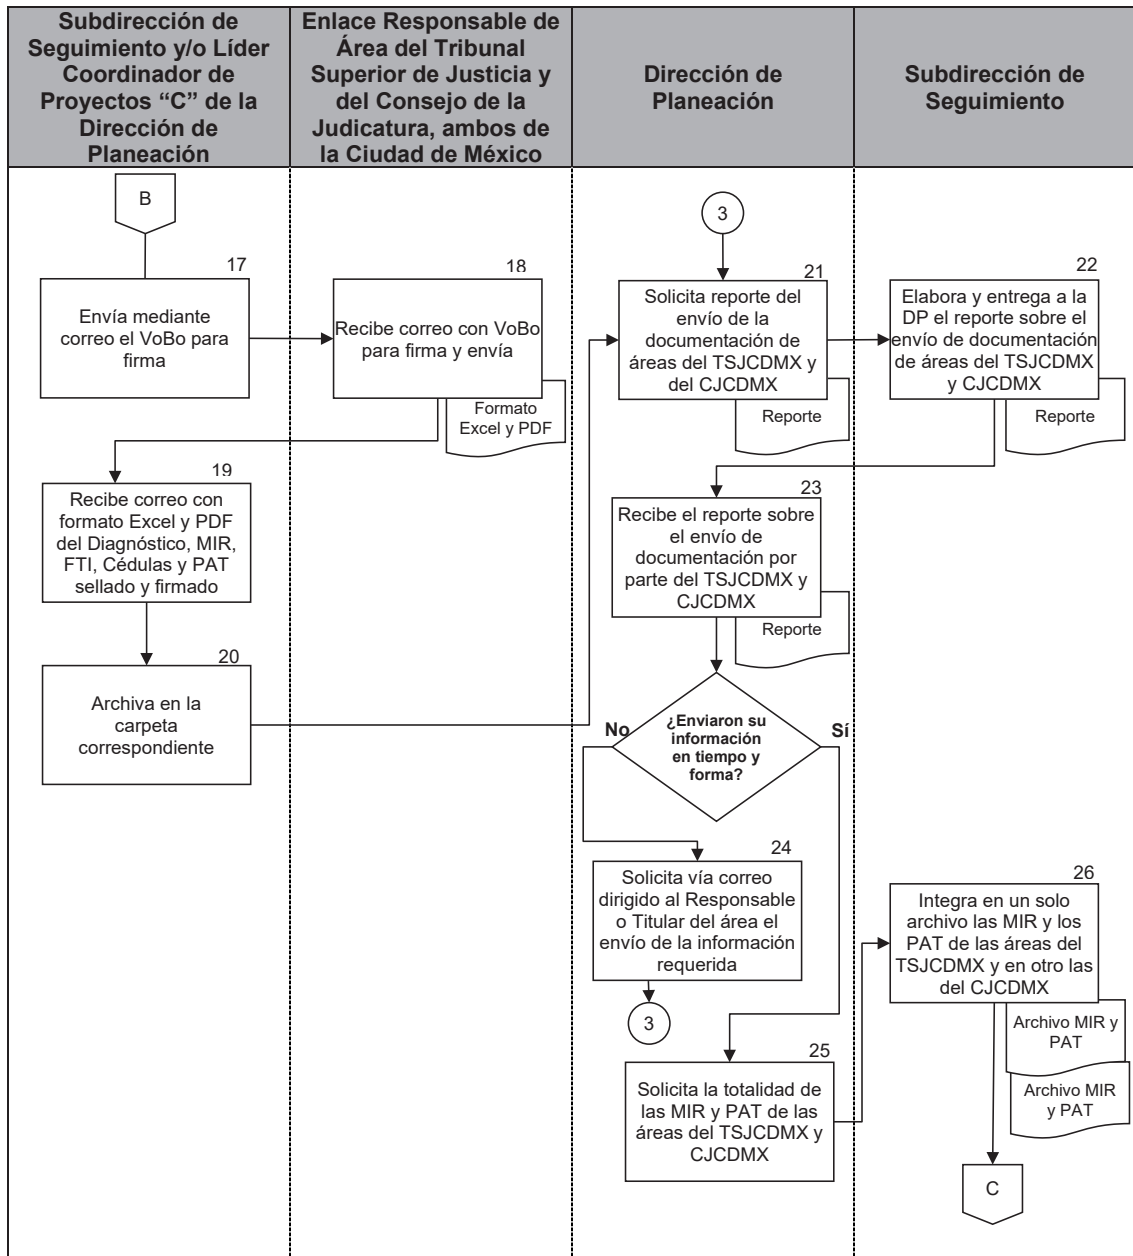 Subdirección de
Seguimiento y/o Líder
Coordinador de
Proyectos “C” de la
Dirección de
Planeación
Enlace Responsable de
Área del Tribunal
Superior de Justicia y
del Consejo de la
Judicatura, ambos de
la Ciudad de México
Dirección de
Planeación
Subdirección de
Seguimiento
B
17
Envía mediante
correo el VoBo para
firma
18
Recibe correo con VoBo
para firma y envía
Formato
Excel y PDF
19
Recibe correo con
formato Excel y PDF
del Diagnóstico, MIR,
FTI, Cédulas y PAT
sellado y firmado
20
Archiva en la
carpeta
correspondiente
3
21
Solicita reporte del
envío de la
documentación de
áreas del TSJCDMX y
del CJCDMX
Reporte
22
Elabora y entrega a la
DP el reporte sobre el
envío de documentación
de áreas del TSJCDMX
y CJCDMX
Reporte
23
Recibe el reporte sobre
el envío de
documentación por
parte del TSJCDMX y
CJCDMX
Reporte
No
¿Enviaron su
información
en tiempo y
forma?
Sí
24
Solicita vía correo
dirigido al Responsable
o Titular del área el
envío de la información
requerida
3
25
Solicita la totalidad de
las MIR y PAT de las
áreas del TSJCDMX y
CJCDMX
26
Integra en un solo
archivo las MIR y los
PAT de las áreas del
TSJCDMX y en otro las
del CJCDMX
Archivo MIR y
PAT
Archivo MIR
y PAT
C